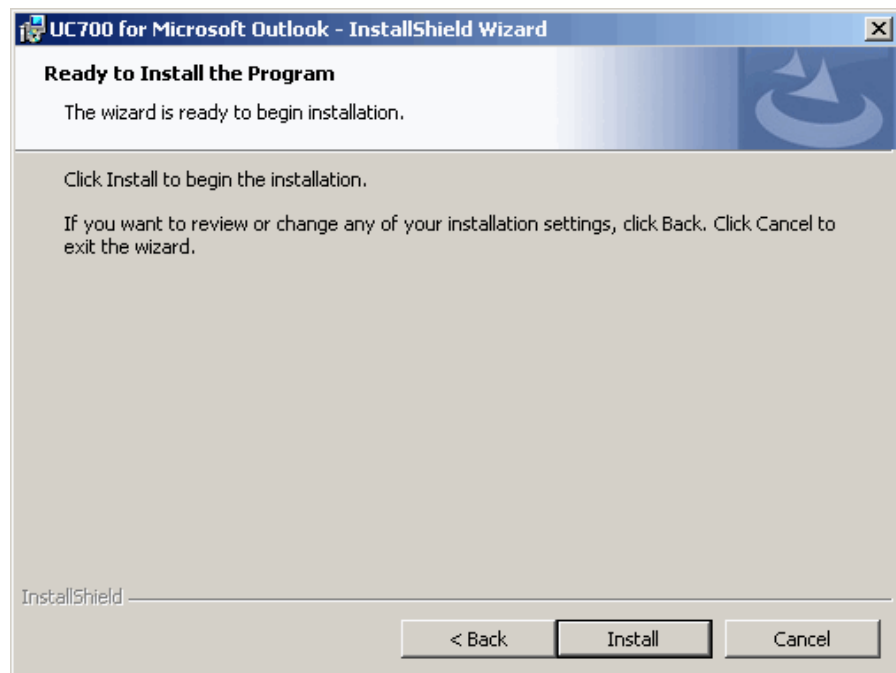 UC700 for Microsoft Outlook - InstallShield Wizard
Ready to Install the Program
The wizard is ready to begin installation.
Click Install to begin the installation.
If you want to review or change any of your installation settings, click Back. Click Cancel to
exit the wizard.
InstallShield
< Back Install Cancel